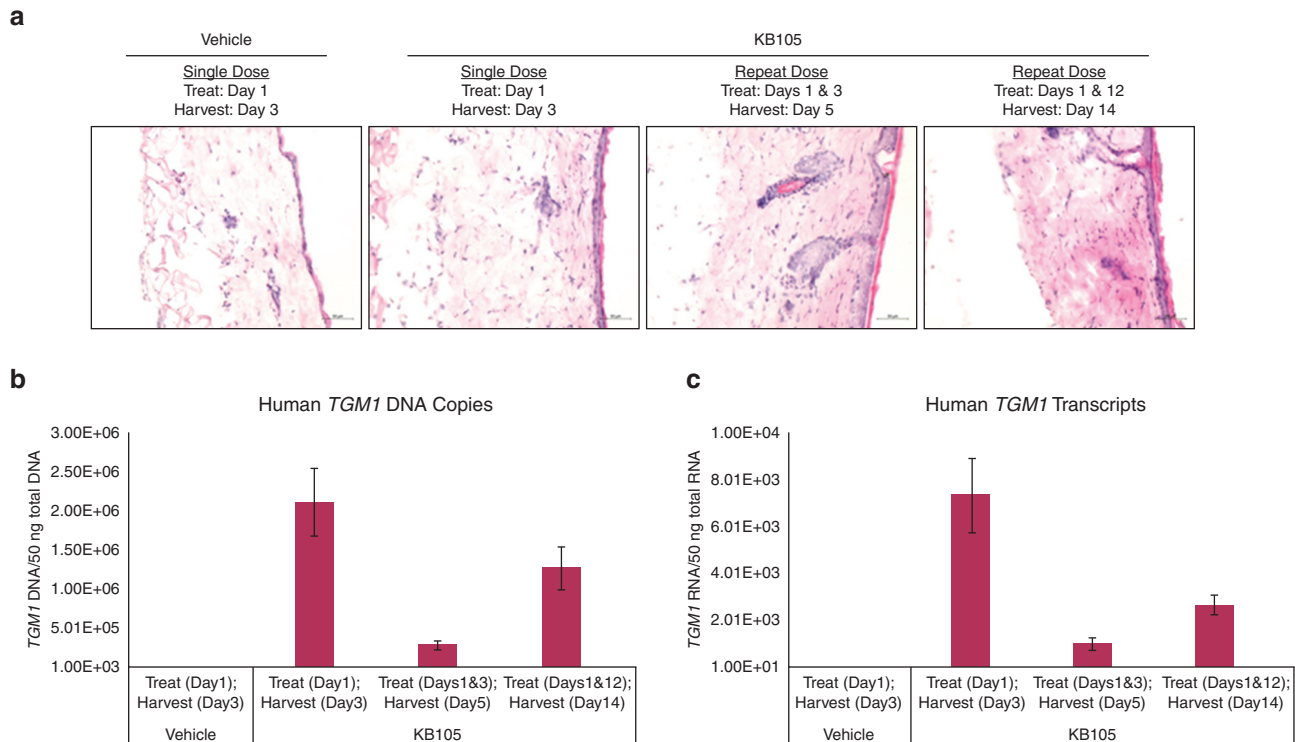 a
Vehicle
KB105
Single Dose
Treat: Day 1
Harvest: Day 3
Single Dose
Treat: Day 1
Harvest: Day 3
Repeat Dose
Treat: Days 1 & 3
Harvest: Day 5
Repeat Dose
Treat: Days 1 & 12
Harvest: Day 14
b
Human TGM1 DNA Copies
TGM1 DNA/50 ng total DNA
3.00E+06
2.50E+06
2.00E+06
1.50E+06
1.00E+06
5.01E+05
1.00E+03
Treat (Day1);
Harvest (Day3)
Treat (Day1);
Harvest (Day3)
Treat (Days1&3);
Harvest (Day5)
Treat (Days1&12);
Harvest (Day14)
Vehicle
KB105
c
Human TGM1 Transcripts
TGM1 RNA/50 ng total RNA
1.00E+04
8.01E+03
6.01E+03
4.01E+03
2.01E+03
1.00E+01
Treat (Day1);
Harvest (Day3)
Treat (Day1);
Harvest (Day3)
Treat (Days1&3);
Harvest (Day5)
Treat (Days1&12);
Harvest (Day14)
Vehicle
KB105